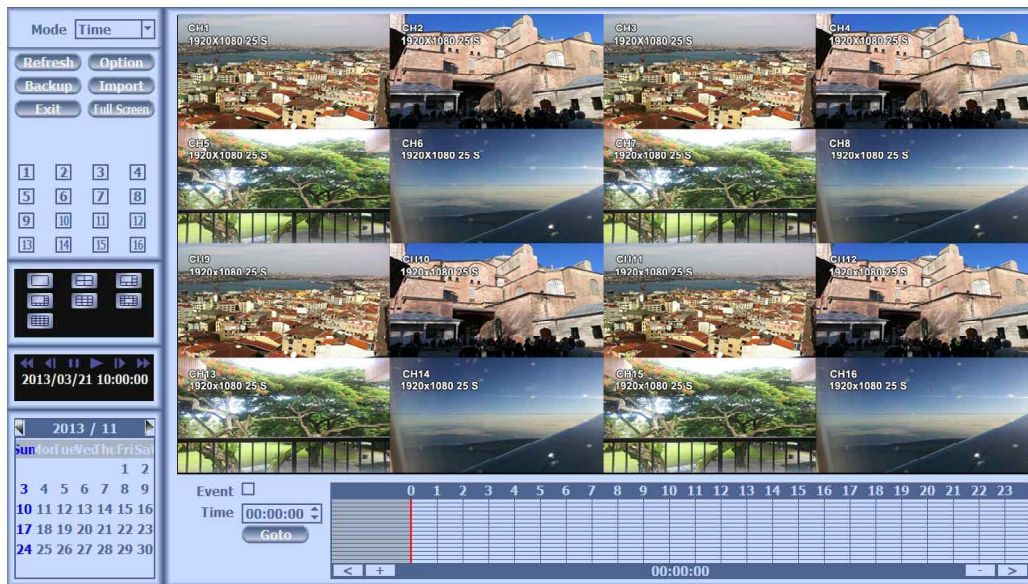 Mode Time
Refresh Option
Backup Import
Exit Full Screen
1 2 3 4
5 6 7 8
9 10 11 12
13 14 15 16
2013/03/21 10:00:00
2013 / 11
Sun Mon Tue Wed Thu Fri Sat
1 2
3 4 5 6 7 8 9
10 11 12 13 14 15 16
17 18 19 20 21 22 23
24 25 26 27 28 29 30
CH1 CH2 CH3 CH4
1920X1080 25 S 1920X1080 25 S 1920X1080 25 S 1920X1080 25 S
CH5 CH6 CH7 CH8
1920X1080 25 S 1920X1080 25 S 1920x1080 25 S 1920x1080 25 S
CH9 CH10 CH11 CH12
1920x1080 25 S 1920x1080 25 S 1920x1080 25 S 1920x1080 25 S
CH13 CH14 CH15 CH16
1920x1080 25 S 1920x1080 25 S 1920x1080 25 S 1920x1080 25 S
Event
Time 00:00:00
Goto
0 1 2 3 4 5 6 7 8 9 10 11 12 13 14 15 16 17 18 19 20 21 22 23
< + 00:00:00 - >